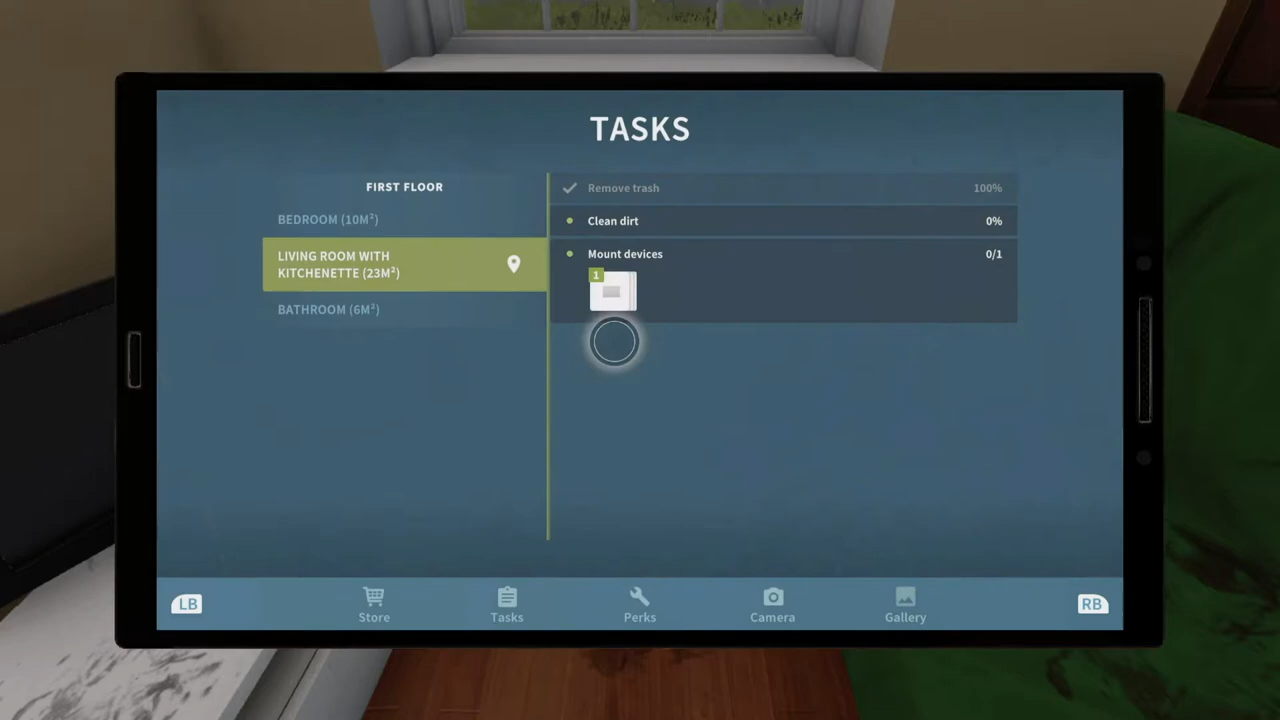 TASKS
FIRST FLOOR
BEDROOM (10M²)
LIVING ROOM WITH
KITCHENETTE (23M²)
BATHROOM (6M²)
Remove trash 100%
Clean dirt 0%
Mount devices 0/1
1
LB
Store
Tasks
Perks
Camera
Gallery
RB